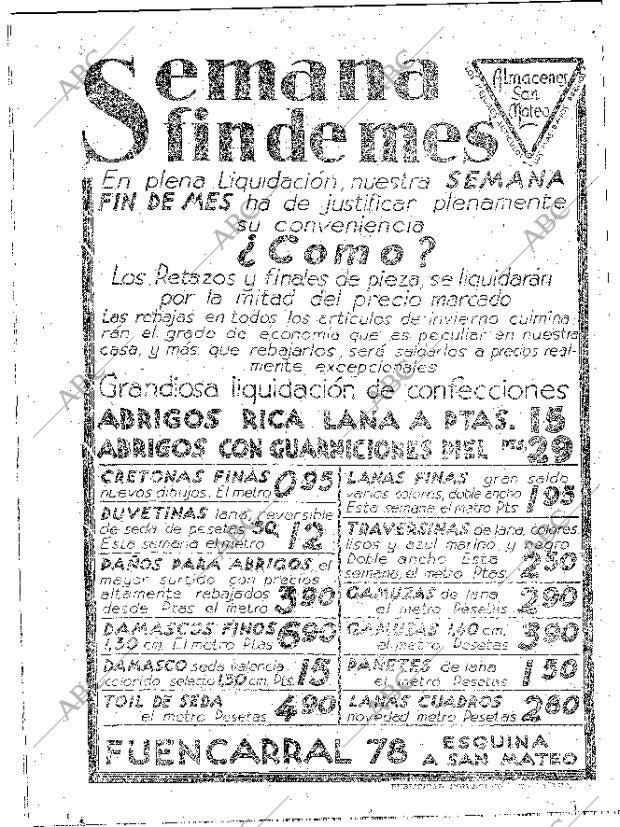 Semana
fin de mes
Almacenes
San
Mateo
En plena Liquidación, nuestra SEMANA
FIN DE MES ha de justificar plenamente
su conveniencia
¿Como?
Los Retazos y finales de pieza, se liquidarán
por la mitad del precio marcado
Las rebajas en todos los artículos de invierno culmina
rán el grado de economía que es peculiar en nuestra
casa, y más que rebajarlos, será saldarlos a precios real-
mente excepcionales
Grandiosa liquidación de confecciones
ABRIGOS RICA LANA A PTAS. 15
ABRIGOS CON GUARNICIONES PIEL PTS 29
CRETONAS FINAS
nuevos dibujos. El metro 0'95
DUVETINAS lana, reversible
de seda de pesetas 30,
Esta semana el metro 12
PAÑOS PARA ABRIGOS, el
mayor surtido con precios
altamente rebajados
desde Ptas el metro 3'90
DAMASCOS FINOS
1,30 cm. El metro Ptas 6'90
DAMASCO seda valencia
colorido selecto 1,30 cm. Pts. 15
TOIL DE SEDA
el metro Pesetas 4'90
LANAS FINAS gran saldo
varios colores, doble ancho
Esta semana el metro Pts 1'95
TRAVERSINAS de lana, colores
lisos y azul marino y negro
Doble ancho Esta
semana, el metro Ptas 2'50
GAMUZAS de lana
el metro Pesetas 2'90
GAMUZAS 1,40 cm.
el metro Pesetas 3'90
PAÑETES de lana
el metro Pesetas 1'50
LANAS CUADROS
novedad metro Pesetas 2'80
FUENCARRAL 78 ESQUINA
A SAN MATEO